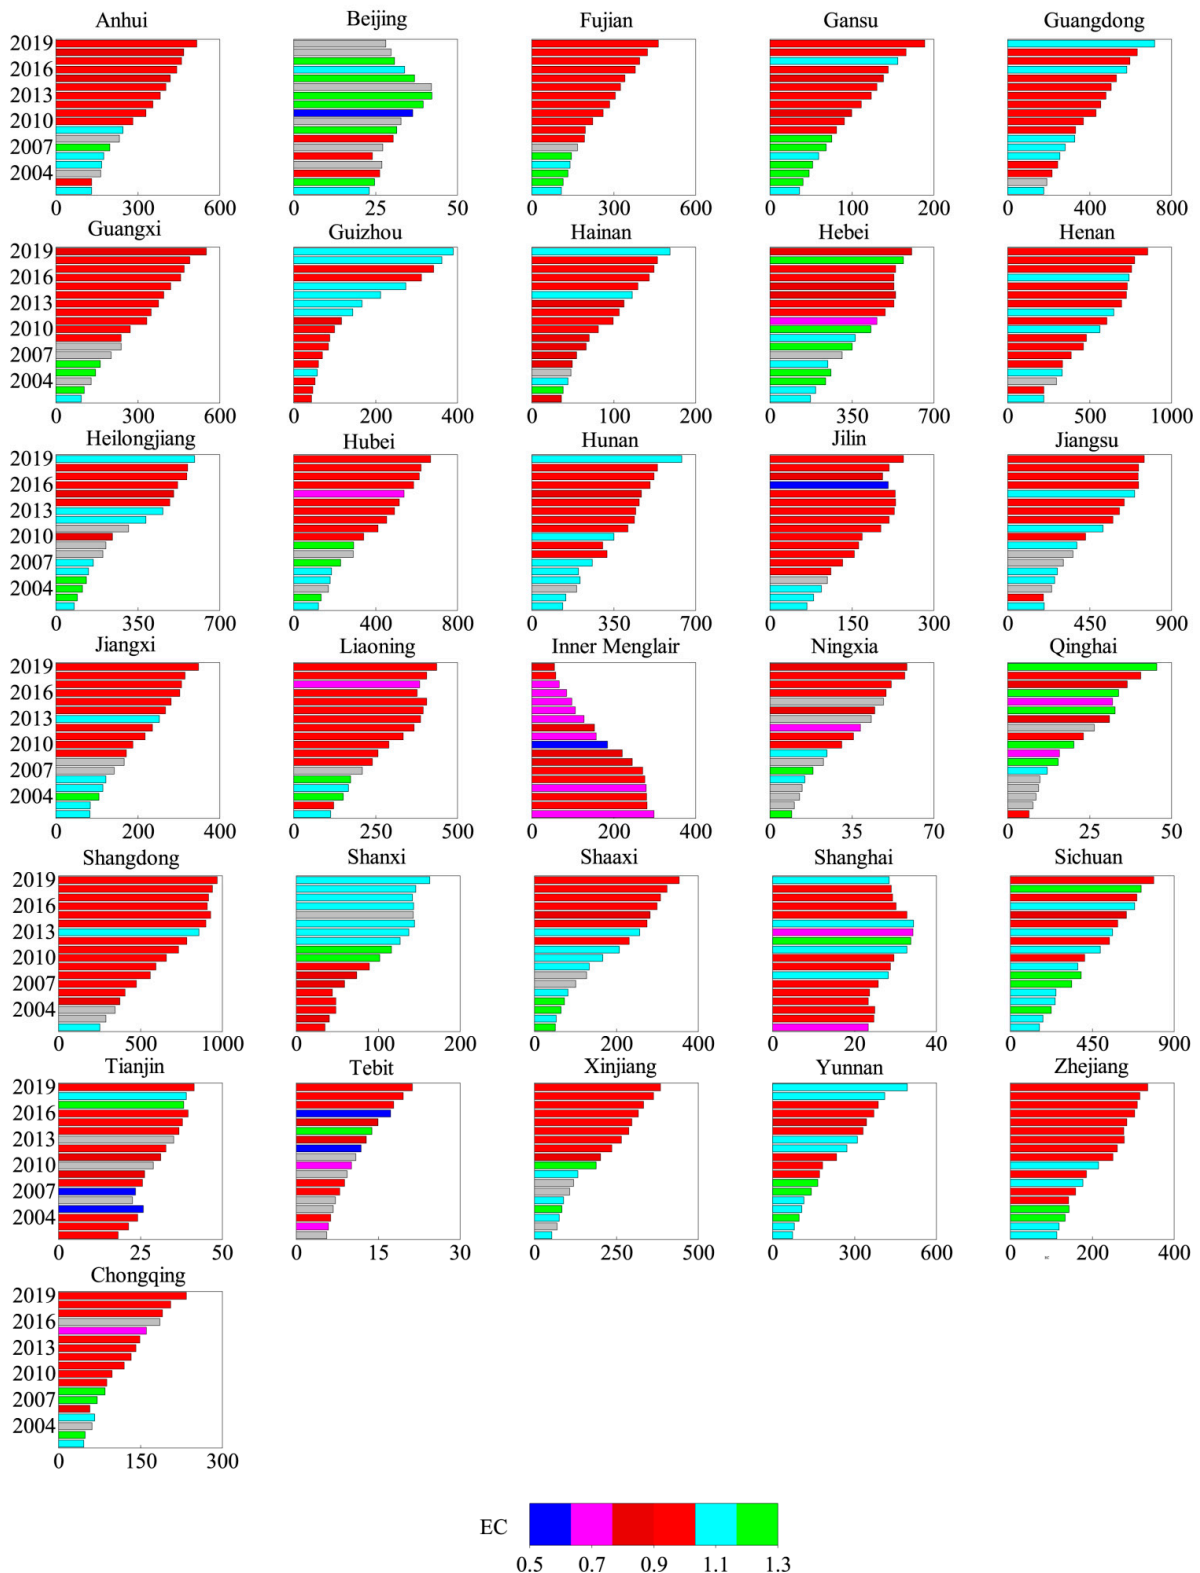 Anhui Beijing Fujian Gansu Guangdong
2019
2016
2013
2010
2007
2004
0 300 600 0 25 50 0 300 600 0 100 200 0 400 800
Guangxi Guizhou Hainan Hebei Henan
2019
2016
2013
2010
2007
2004
0 300 600 0 200 400 0 100 200 0 350 700 0 500 1000
Heilongjiang Hubei Hunan Jilin Jiangsu
2019
2016
2013
2010
2007
2004
0 350 700 0 400 800 0 350 700 0 150 300 0 450 900
Jiangxi Liaoning Inner Menglair Ningxia Qinghai
2019
2016
2013
2010
2007
2004
0 200 400 0 250 500 0 200 400 0 35 70 0 25 50
Shangdong Shanxi Shaaxi Shanghai Sichuan
2019
2016
2013
2010
2007
2004
0 500 1000 0 100 200 0 200 400 0 20 40 0 450 900
Tianjin Tebit Xinjiang Yunnan Zhejiang
2019
2016
2013
2010
2007
2004
0 25 50 0 15 30 0 250 500 0 300 600 0 200 400
Chongqing
2019
2016
2013
2010
2007
2004
0 150 300
EC
0.5 0.7 0.9 1.1 1.3